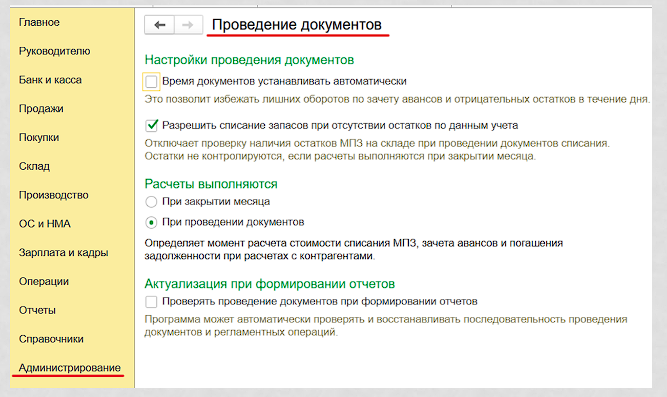 Главное
Руководителю
Банк и касса
Продажи
Покупки
Склад
Производство
ОС и НМА
Зарплата и кадры
Операции
Отчеты
Справочники
Администрирование
Проведение документов
Настройки проведения документов
Время документов устанавливать автоматически
Это позволит избежать лишних оборотов по зачету авансов и отрицательных остатков в течение дня.
Разрешить списание запасов при отсутствии остатков по данным учета
Отключает проверку наличия остатков МПЗ на складе при проведении документов списания.
Остатки не контролируются, если расчеты выполняются при закрытии месяца.
Расчеты выполняются
При закрытии месяца
При проведении документов
Определяет момент расчета стоимости списания МПЗ, зачета авансов и погашения
задолженности при расчетах с контрагентами.
Актуализация при формировании отчетов
Проверять проведение документов при формировании отчетов
Программа может автоматически проверять и восстанавливать последовательность проведения
документов и регламентных операций.